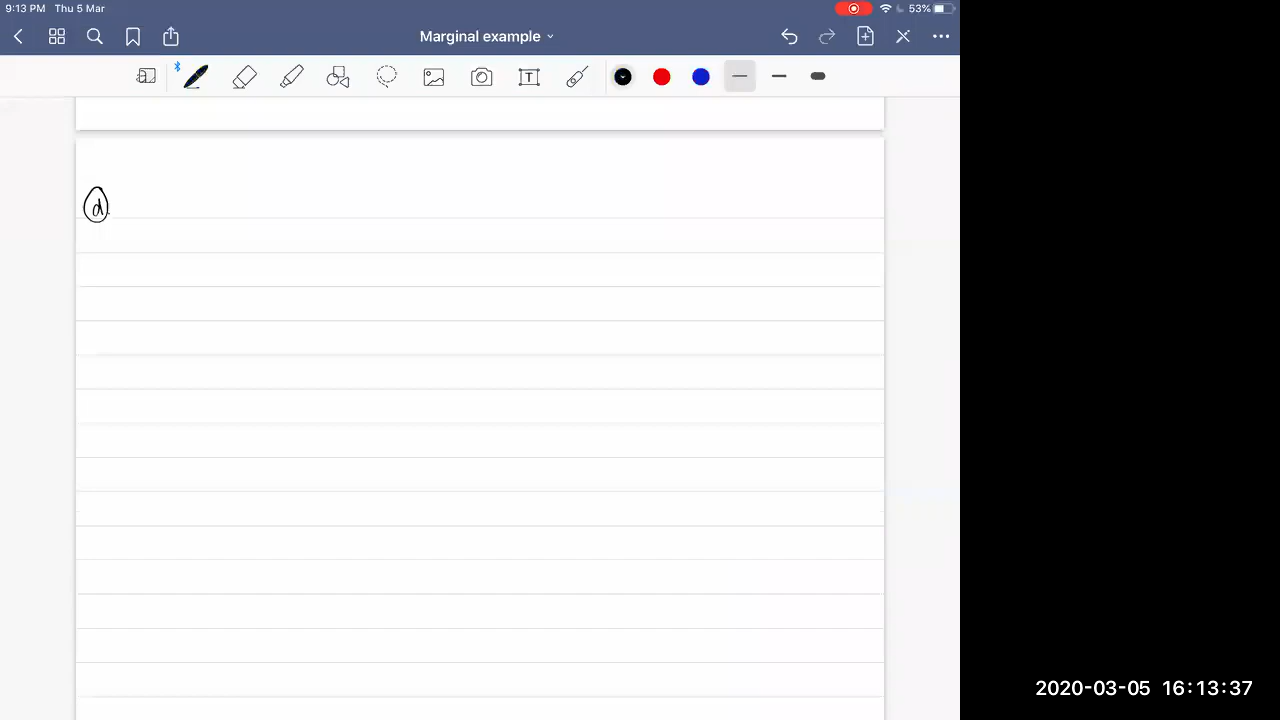 9:13 PM Thu 5 Mar
53%
Marginal example
T
d
2020-03-05 16:13:37